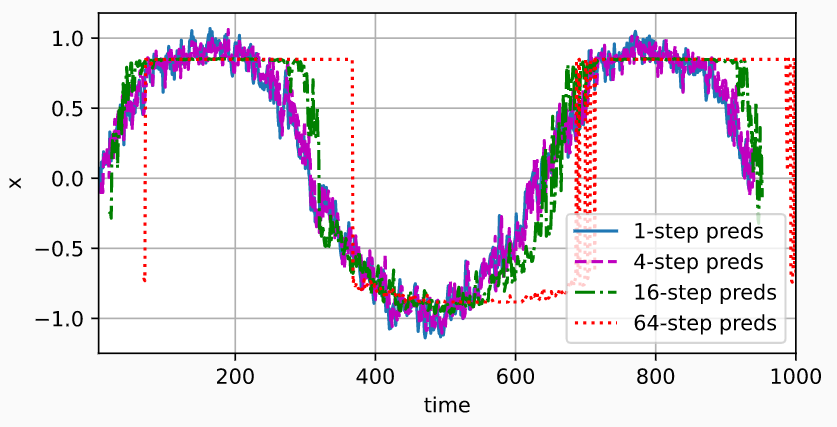 1.0
0.5
0.0
−0.5
−1.0
x
200
400
600
800
1000
time
1-step preds
4-step preds
16-step preds
64-step preds